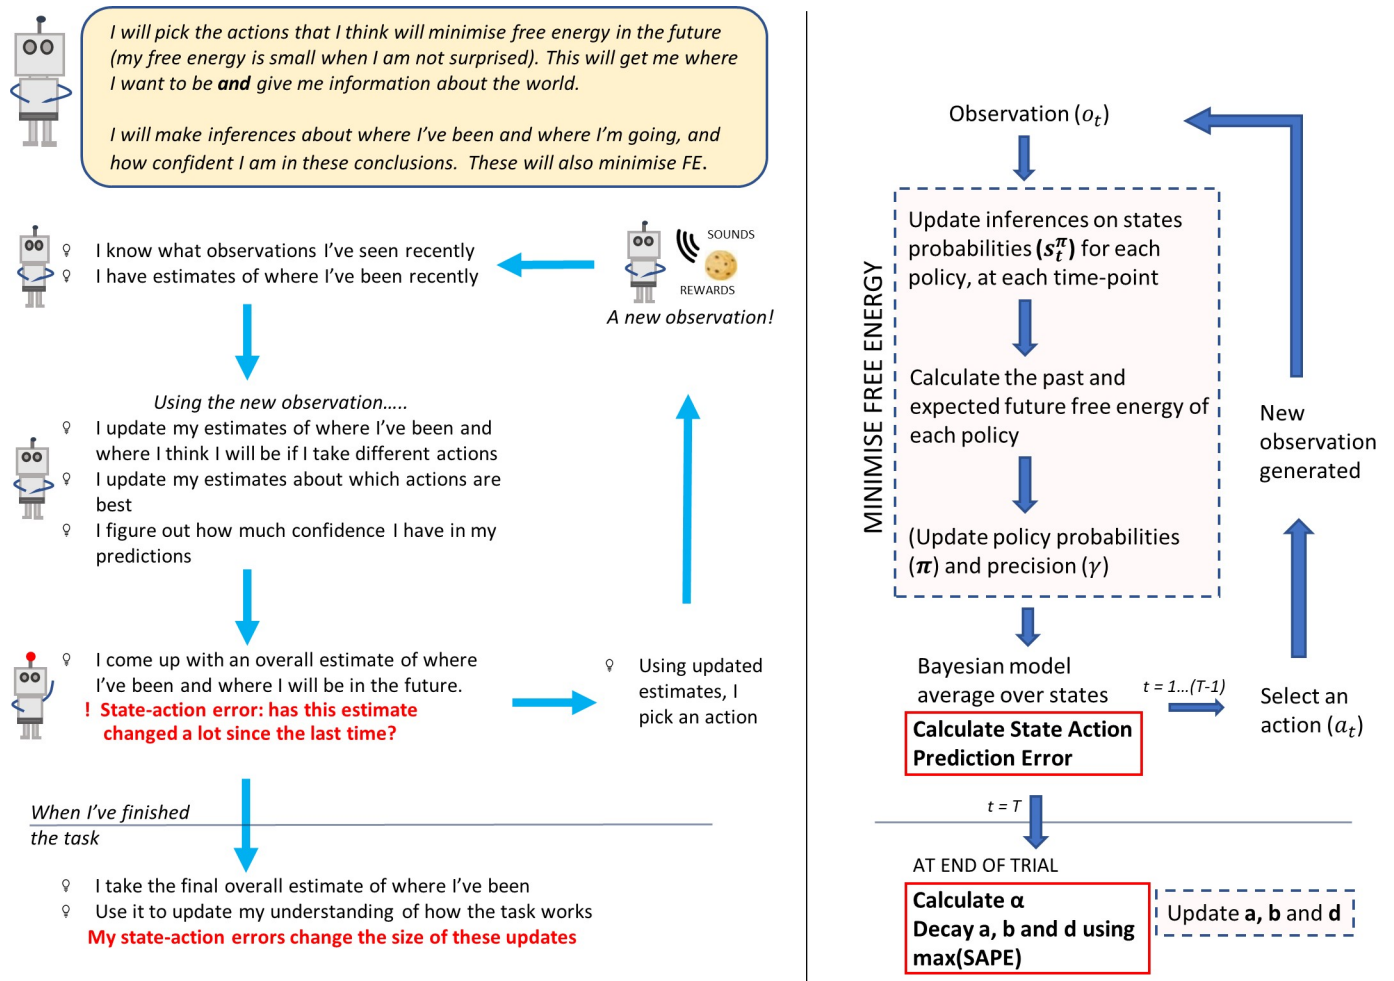 I will pick the actions that I think will minimise free energy in the future
(my free energy is small when I am not surprised). This will get me where
I want to be and give me information about the world.
I will make inferences about where I've been and where I'm going, and
how confident I am in these conclusions. These will also minimise FE.
I know what observations I've seen recently
I have estimates of where I've been recently
SOUNDS
REWARDS
A new observation!
Using the new observation.....
I update my estimates of where I've been and
where I think I will be if I take different actions
I update my estimates about which actions are
best
I figure out how much confidence I have in my
predictions
I come up with an overall estimate of where
I've been and where I will be in the future.
! State-action error: has this estimate
changed a lot since the last time?
Using updated
estimates, I
pick an action
When I've finished
the task
I take the final overall estimate of where I've been
Use it to update my understanding of how the task works
My state-action errors change the size of these updates
Observation (oₜ)
MINIMISE FREE ENERGY
Update inferences on states
probabilities (sₜ^π) for each
policy, at each time-point
Calculate the past and
expected future free energy of
each policy
(Update policy probabilities
(π) and precision (γ)
Bayesian model
average over states
Calculate State Action
Prediction Error
t = 1...(T-1)
Select an
action (aₜ)
New
observation
generated
t = T
AT END OF TRIAL
Calculate α
Decay a, b and d using
max(SAPE)
Update a, b and d